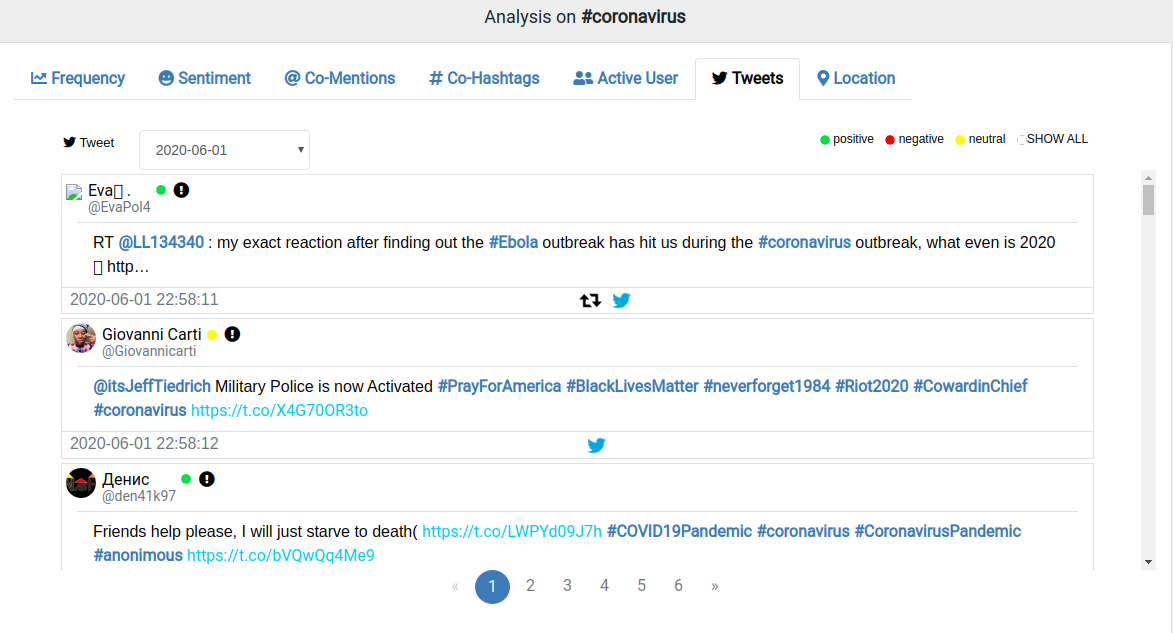 Analysis on #coronavirus
Frequency Sentiment Co-Mentions Co-Hashtags Active User Tweets Location
Tweet 2020-06-01 positive negative neutral SHOW ALL
Eva .
@EvaPol4
RT @LL134340 : my exact reaction after finding out the #Ebola outbreak has hit us during the #coronavirus outbreak, what even is 2020
http…
2020-06-01 22:58:11
Giovanni Carti
@Giovannicarti
@itsJeffTiedrich Military Police is now Activated #PrayForAmerica #BlackLivesMatter #neverforget1984 #Riot2020 #CowardinChief
#coronavirus https://t.co/X4G70OR3to
2020-06-01 22:58:12
Денис
@den41k97
Friends help please, I will just starve to death( https://t.co/LWPYd09J7h #COVID19Pandemic #coronavirus #CoronavirusPandemic
#anonimous https://t.co/bVQwQq4Me9
« 1 2 3 4 5 6 »